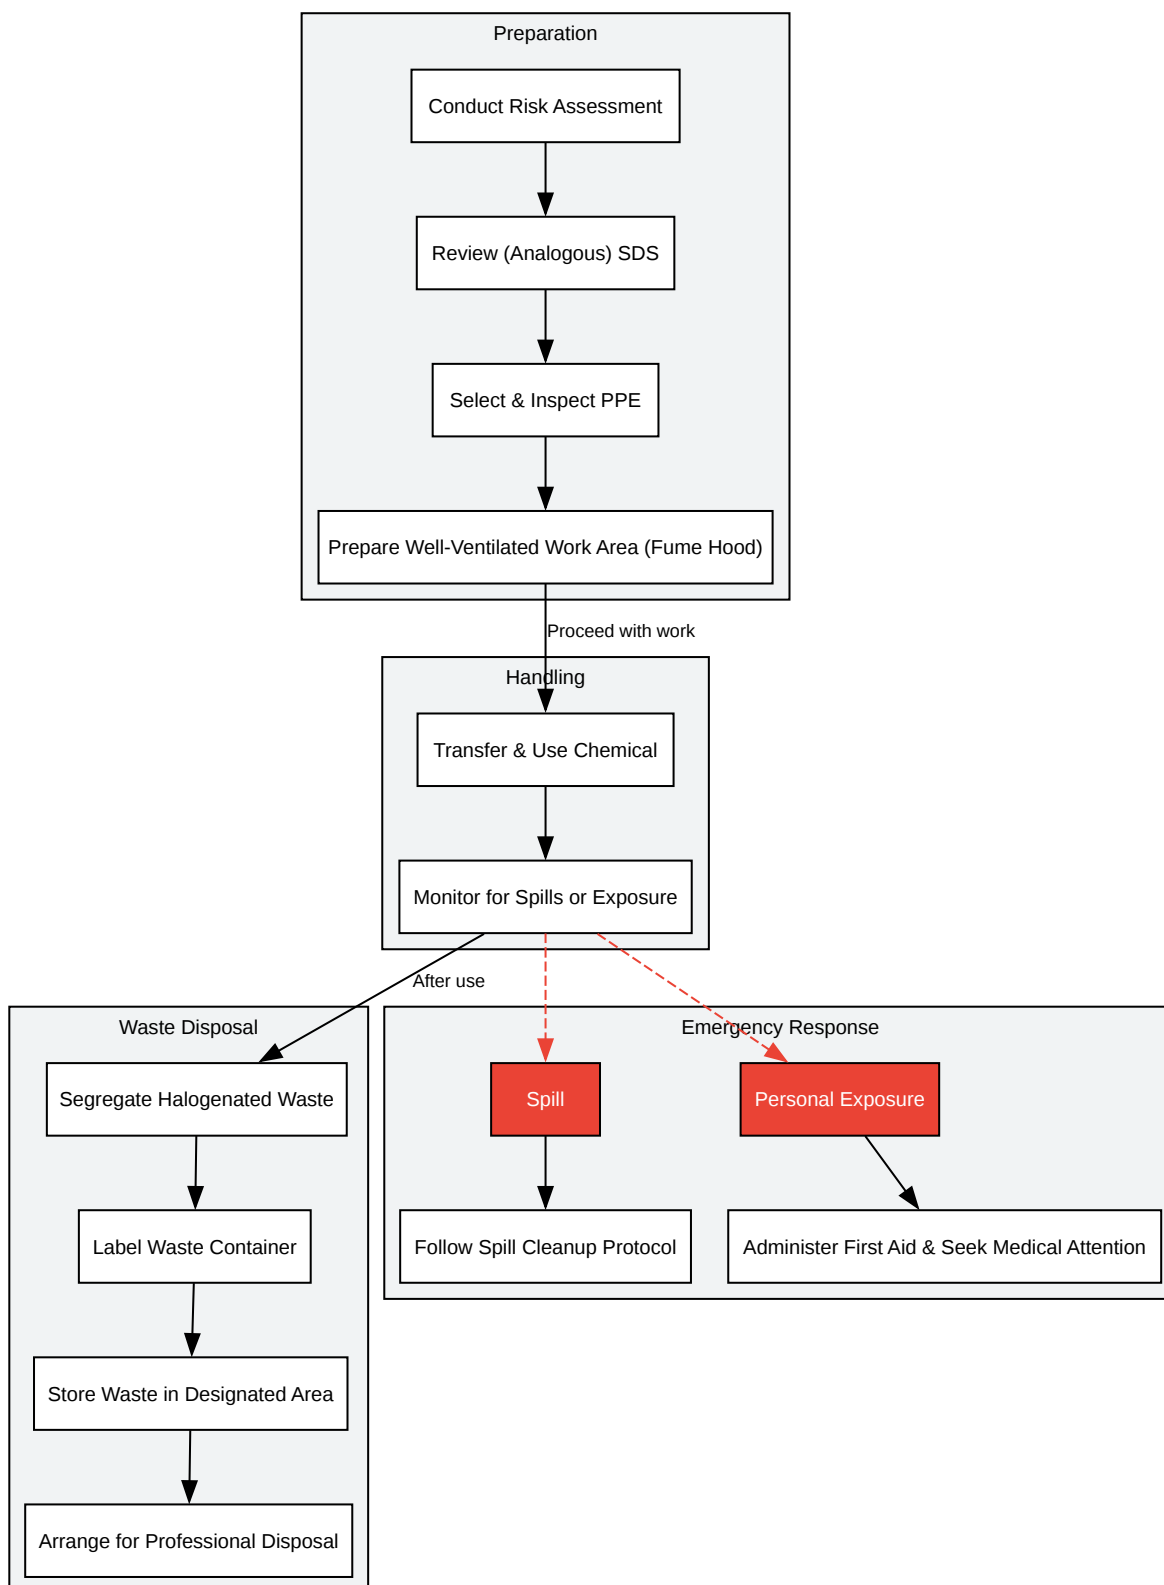 Preparation
Conduct Risk Assessment
Review (Analogous) SDS
Select & Inspect PPE
Prepare Well-Ventilated Work Area (Fume Hood)
Proceed with work
Handling
Transfer & Use Chemical
Monitor for Spills or Exposure
After use
Waste Disposal
Segregate Halogenated Waste
Label Waste Container
Store Waste in Designated Area
Arrange for Professional Disposal
Emergency Response
Spill
Personal Exposure
Follow Spill Cleanup Protocol
Administer First Aid & Seek Medical Attention